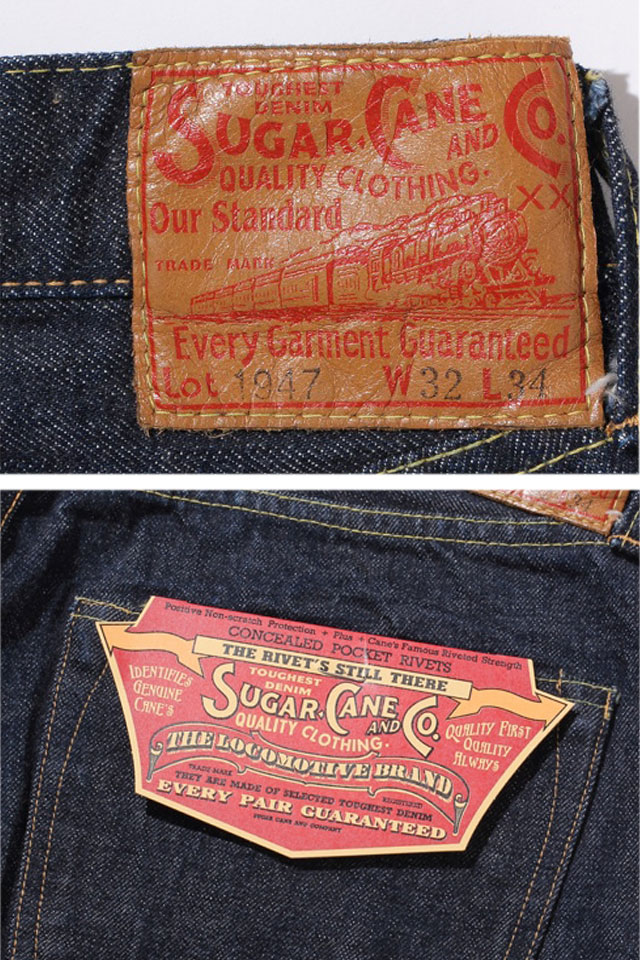 TOUGHEST
DENIM
SUGAR CANE
AND CO.
QUALITY CLOTHING.
XX
Our Standard
TRADE MARK
Every Garment Guaranteed
Lot 1947 W 32 L 34
Positive Non-scratch Protection + Plus + Cane's Famous Riveted Strength
CONCEALED POCKET RIVETS
THE RIVET'S STILL THERE
IDENTIFIES
GENUINE
CANE'S
TOUGHEST
DENIM
SUGAR CANE
AND CO.
QUALITY CLOTHING.
QUALITY FIRST
QUALITY
ALWAYS
THE LOCOMOTIVE BRAND
TRADE MARK REGISTERED
THEY ARE MADE OF SELECTED TOUGHEST DENIM
EVERY PAIR GUARANTEED
SUGAR CANE AND COMPANY